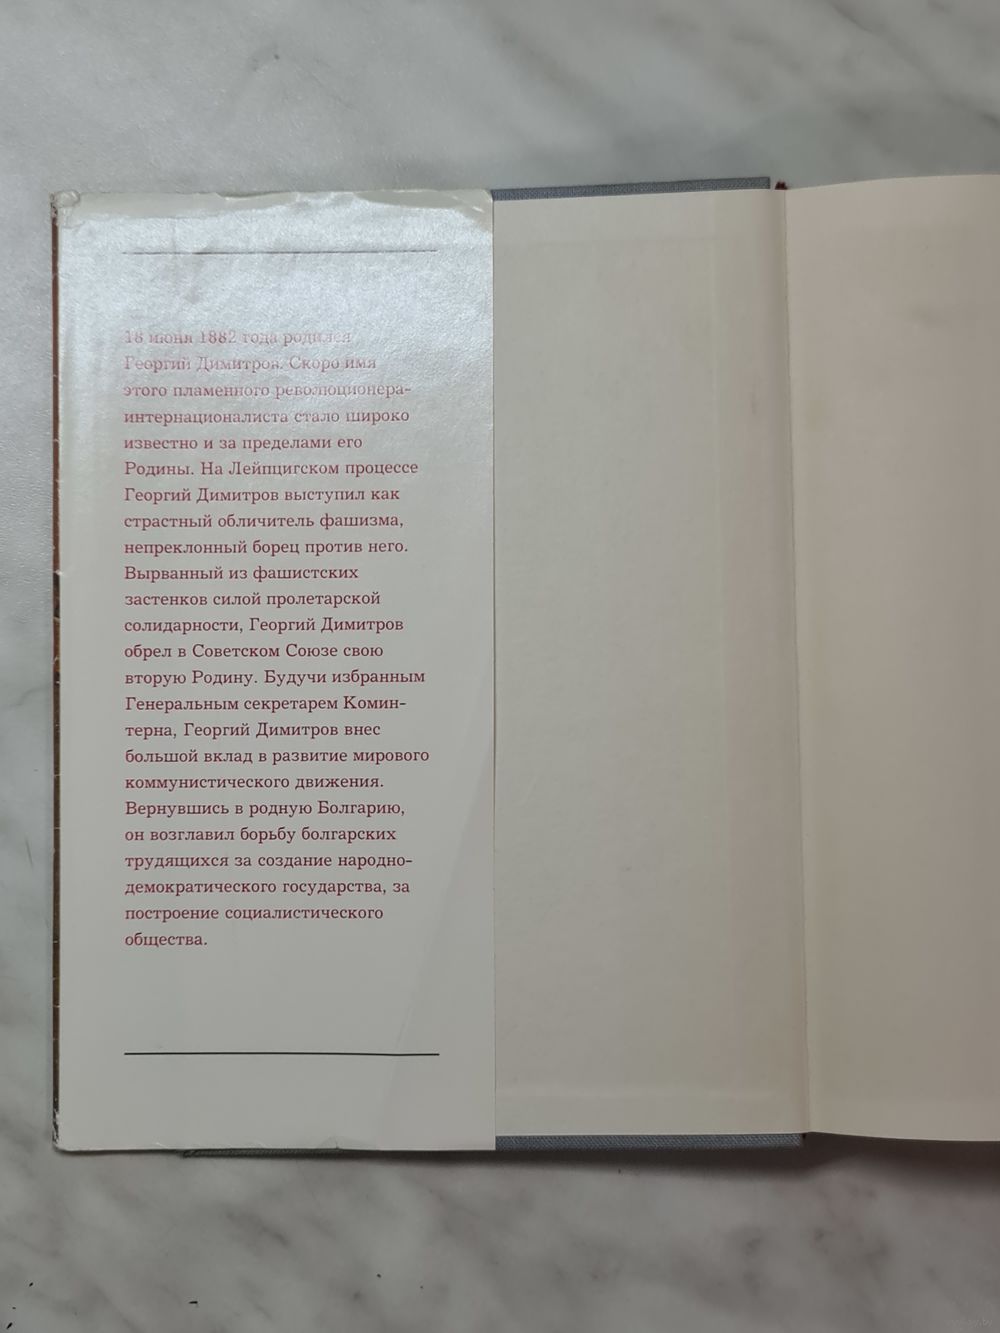 18 июня 1882 года родился
Георгий Димитров. Скоро имя
этого пламенного революционера-
интернационалиста стало широко
известно и за пределами его
Родины. На Лейпцигском процессе
Георгий Димитров выступил как
страстный обличитель фашизма,
непреклонный борец против него.
Вырванный из фашистских
застенков силой пролетарской
солидарности, Георгий Димитров
обрел в Советском Союзе свою
вторую Родину. Будучи избранным
Генеральным секретарем Комин-
терна, Георгий Димитров внес
большой вклад в развитие мирового
коммунистического движения.
Вернувшись в родную Болгарию,
он возглавил борьбу болгарских
трудящихся за создание народно-
демократического государства, за
построение социалистического
общества.